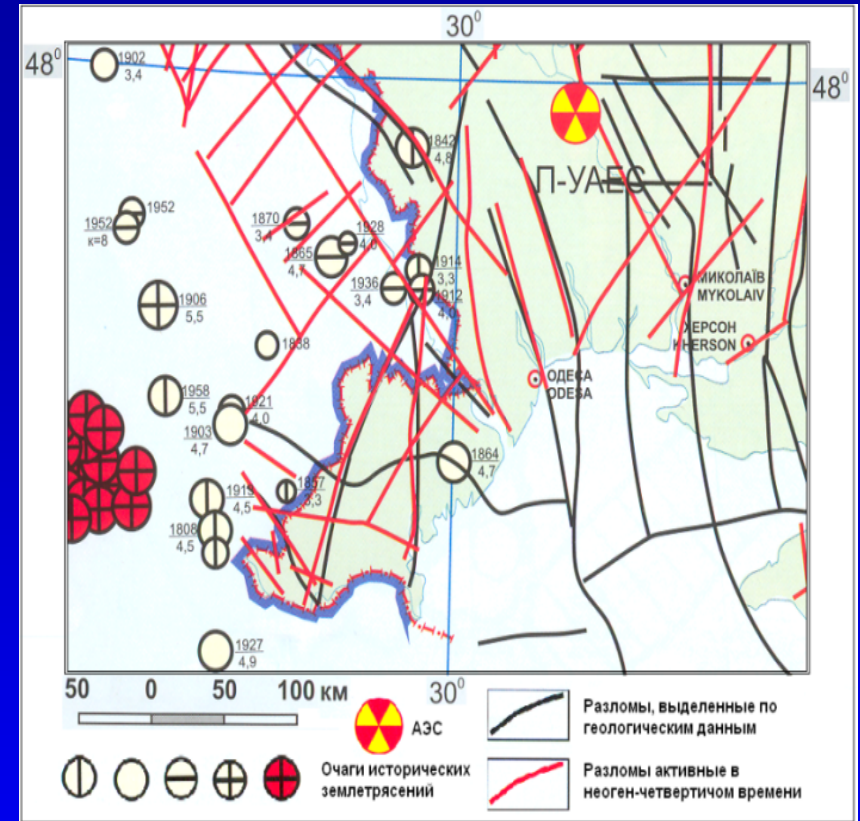 30⁰
48⁰
48⁰
1902
3,4
1842
4,8
П-УАЕС
1952
1952
к=8
1870
3,4
1928
4,0
1865
4,7
1914
3,3
1936
3,4
1912
4,0
МИКОЛАЇВ
MYKOLAIV
1906
5,5
ХЕРСОН
KHERSON
1838
ОДЕСА
ODESA
1958
5,5
1821
4,0
1903
4,7
1864
4,7
1857
3,3
1919
4,5
1808
4,5
1927
4,9
50 0 50 100 км
30⁰
АЭС
Разломы, выделенные по
геологическим данным
Очаги исторических
землетрясений
Разломы активные в
неоген-четвертичом времени